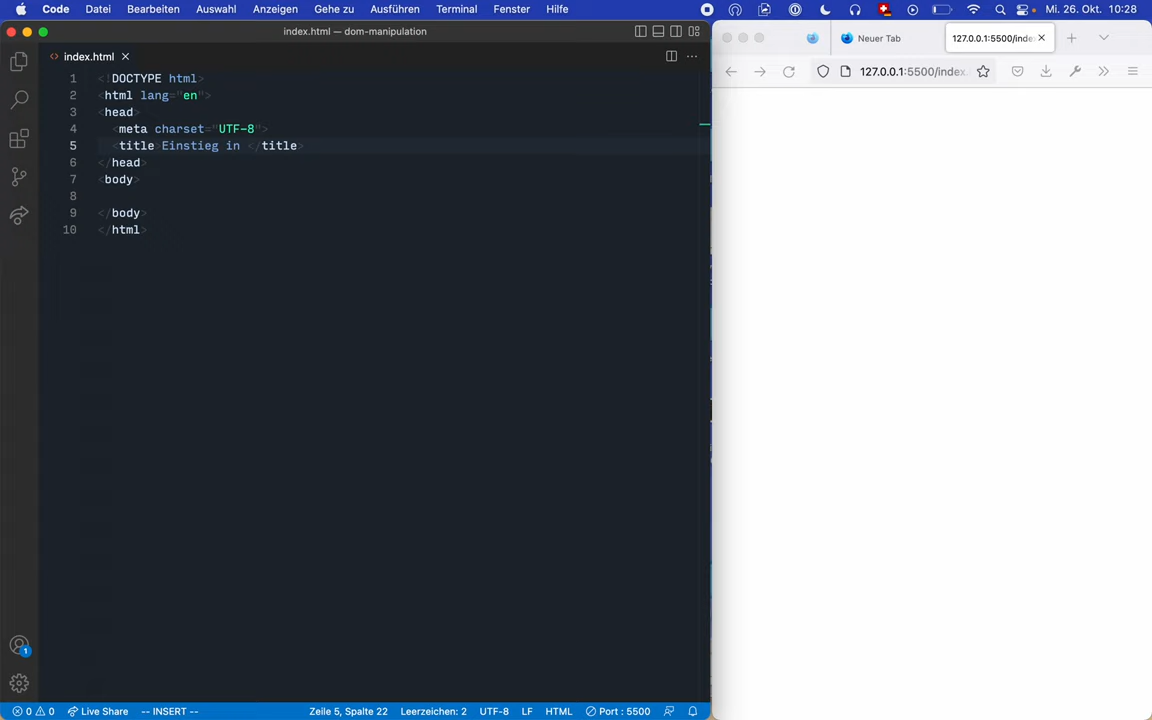 Code Datei Bearbeiten Auswahl Anzeigen Gehe zu Ausführen Terminal Fenster Hilfe Mi. 26. Okt. 10:28
index.html — dom-manipulation
Neuer Tab 127.0.0.1:5500/inde
<> index.html
127.0.0.1:5500/index.
1 <!DOCTYPE html>
2 <html lang="en">
3 <head>
4 <meta charset="UTF-8">
5 <title>Einstieg in </title>
6 </head>
7 <body>
8
9 </body>
10 </html>
1
0 0 Live Share -- INSERT -- Zeile 5, Spalte 22 Leerzeichen: 2 UTF-8 LF HTML Port : 5500